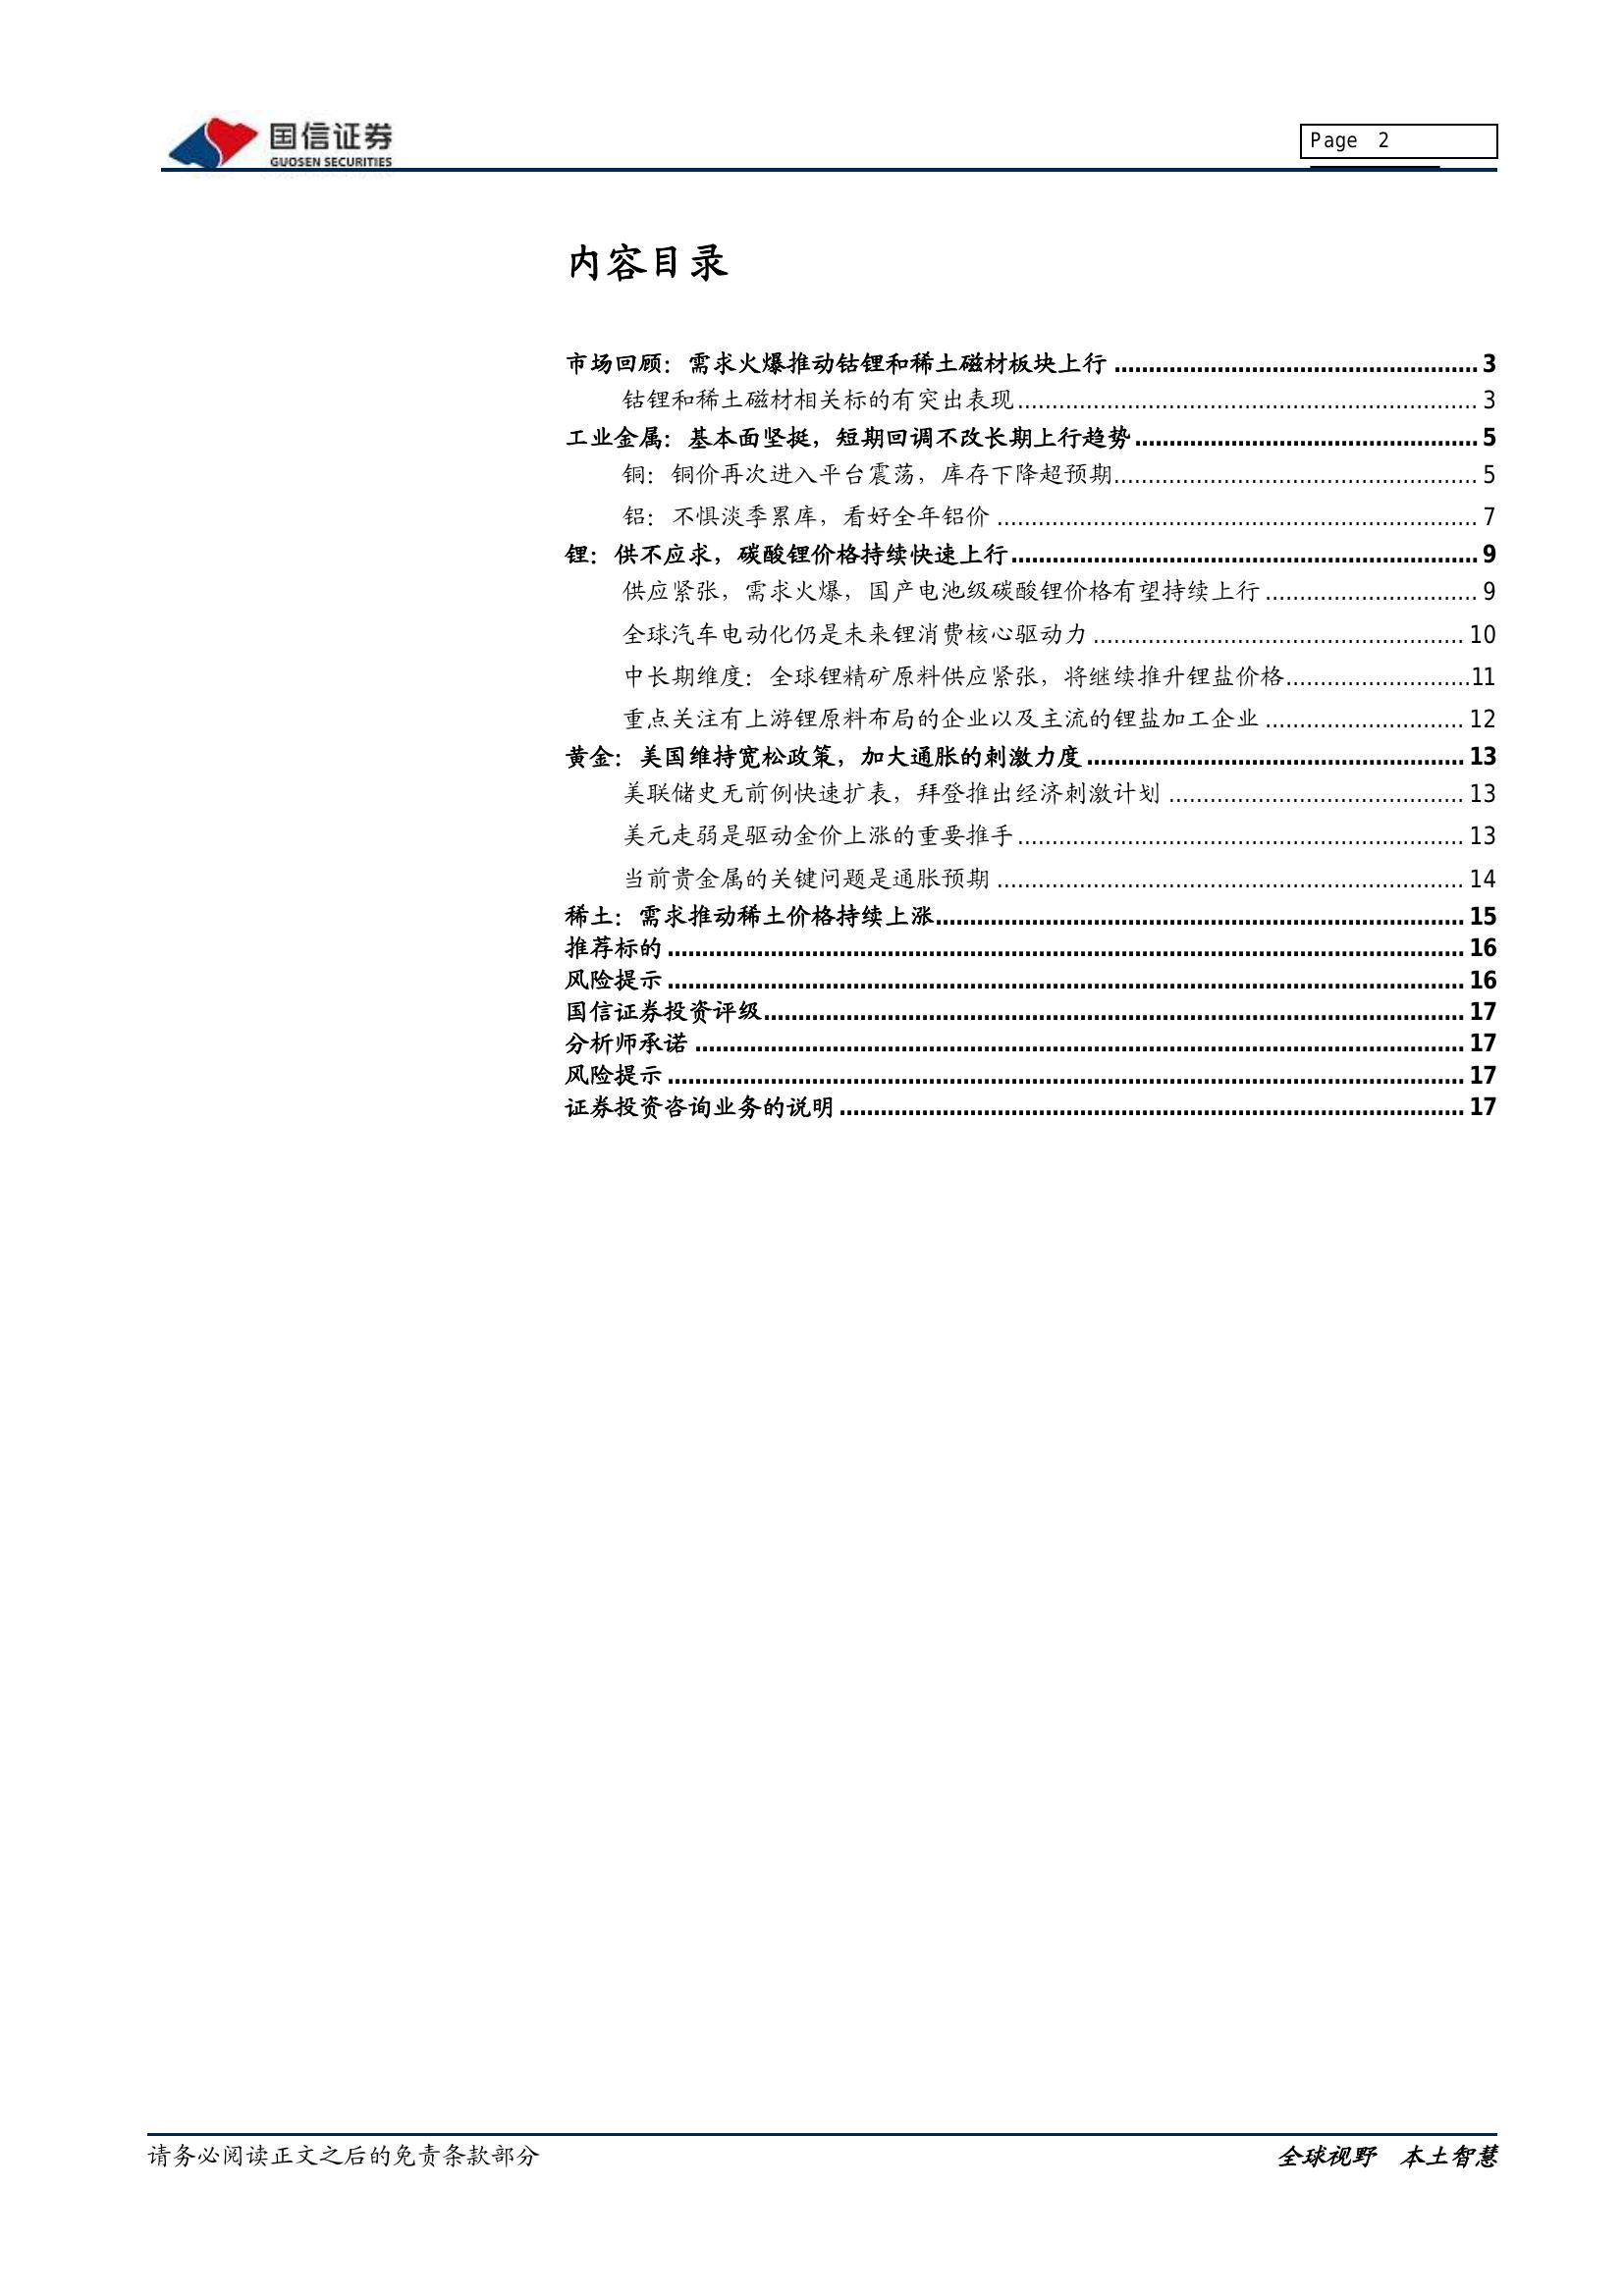 国信证券
GUOSEN SECURITIES
Page 2
内容目录
市场回顾：需求火爆推动钴锂和稀土磁材板块上行 ..................................................... 3
钴锂和稀土磁材相关标的有突出表现 ................................................................... 3
工业金属：基本面坚挺，短期回调不改长期上行趋势 .................................................. 5
铜：铜价再次进入平台震荡，库存下降超预期 ..................................................... 5
铝：不惧淡季累库，看好全年铝价 ...................................................................... 7
锂：供不应求，碳酸锂价格持续快速上行 .................................................................... 9
供应紧张，需求火爆，国产电池级碳酸锂价格有望持续上行 ............................... 9
全球汽车电动化仍是未来锂消费核心驱动力 ...................................................... 10
中长期维度：全球锂精矿原料供应紧张，将继续推升锂盐价格 ........................... 11
重点关注有上游锂原料布局的企业以及主流的锂盐加工企业 ............................. 12
黄金：美国维持宽松政策，加大通胀的刺激力度 ....................................................... 13
美联储史无前例快速扩表，拜登推出经济刺激计划 ........................................... 13
美元走弱是驱动金价上涨的重要推手 ................................................................. 13
当前贵金属的关键问题是通胀预期 .................................................................... 14
稀土：需求推动稀土价格持续上涨 ............................................................................. 15
推荐标的 .................................................................................................................... 16
风险提示 .................................................................................................................... 16
国信证券投资评级 ...................................................................................................... 17
分析师承诺 ................................................................................................................ 17
风险提示 .................................................................................................................... 17
证券投资咨询业务的说明 ........................................................................................... 17
请务必阅读正文之后的免责条款部分
全球视野 本土智慧